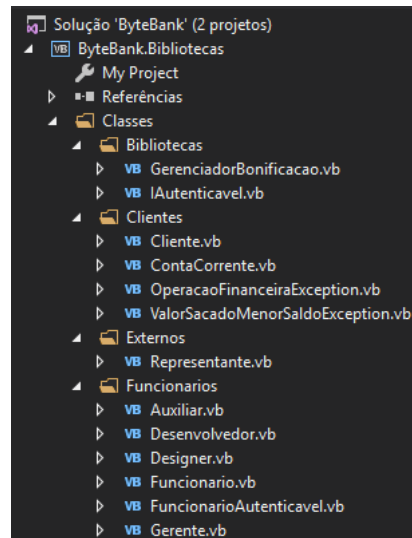 Solução 'ByteBank' (2 projetos)
VB ByteBank.Bibliotecas
My Project
Referências
Classes
Bibliotecas
VB GerenciadorBonificacao.vb
VB IAutenticavel.vb
Clientes
VB Cliente.vb
VB ContaCorrente.vb
VB OperacaoFinanceiraException.vb
VB ValorSacadoMenorSaldoException.vb
Externos
VB Representante.vb
Funcionarios
VB Auxiliar.vb
VB Desenvolvedor.vb
VB Designer.vb
VB Funcionario.vb
VB FuncionarioAutenticavel.vb
VB Gerente.vb